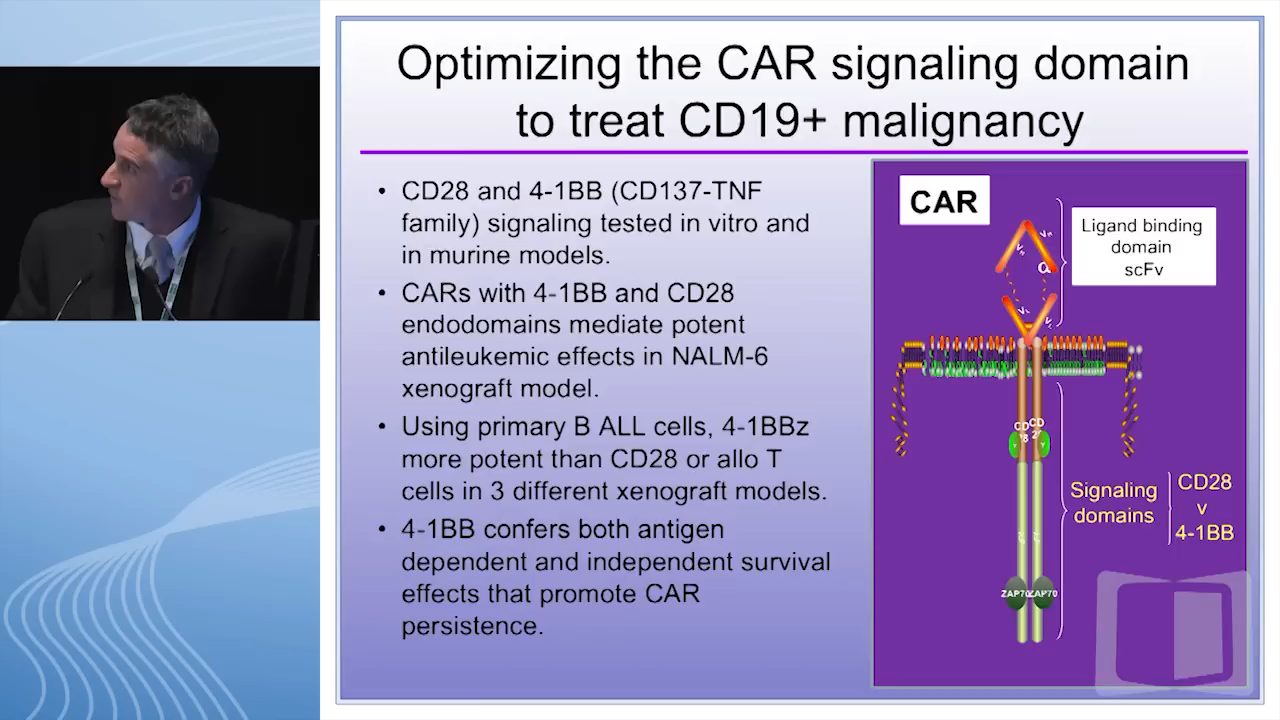 Optimizing the CAR signaling domain
to treat CD19+ malignancy
• CD28 and 4-1BB (CD137-TNF
family) signaling tested in vitro and
in murine models.
• CARs with 4-1BB and CD28
endodomains mediate potent
antileukemic effects in NALM-6
xenograft model.
• Using primary B ALL cells, 4-1BBz
more potent than CD28 or allo T
cells in 3 different xenograft models.
• 4-1BB confers both antigen
dependent and independent survival
effects that promote CAR
persistence.
CAR
Ligand binding
domain
scFv
Signaling
domains
CD28
v
4-1BB
ZAP70
ZAP70